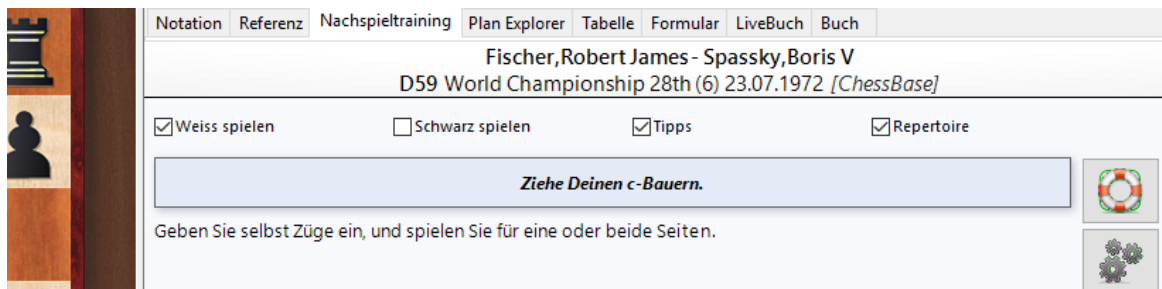 Notation Referenz Nachspieltraining Plan Explorer Tabelle Formular LiveBuch Buch
Fischer,Robert James - Spassky,Boris V
D59 World Championship 28th (6) 23.07.1972 [ChessBase]
Weiss spielen Schwarz spielen Tipps Repertoire
Ziehe Deinen c-Bauern.
Geben Sie selbst Züge ein, und spielen Sie für eine oder beide Seiten.